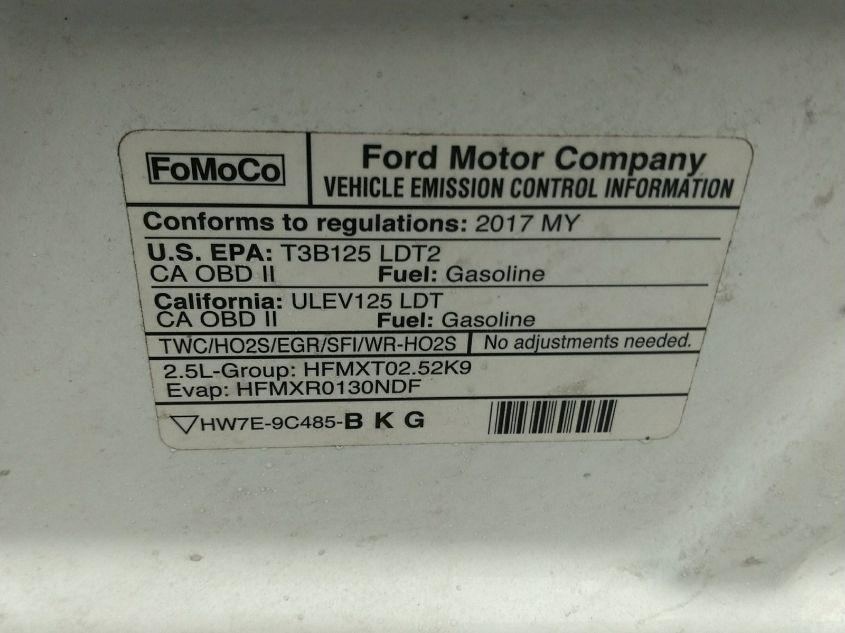 FoMoCo
Ford Motor Company
VEHICLE EMISSION CONTROL INFORMATION
Conforms to regulations: 2017 MY
U.S. EPA: T3B125 LDT2
CA OBD II Fuel: Gasoline
California: ULEV125 LDT
CA OBD II Fuel: Gasoline
TWC/HO2S/EGR/SFI/WR-HO2S No adjustments needed.
2.5L-Group: HFMXT02.52K9
Evap: HFMXR0130NDF
▽HW7E-9C485-B K G